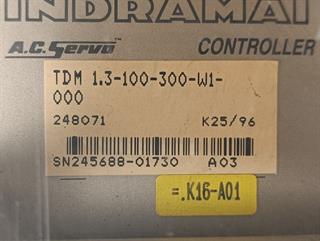 INDRAMAT
A.C. Servo CONTROLLER
TDM 1.3-100-300-W1-
000
248071 K25/96
SN245688-01730 A03
=.K16-A01